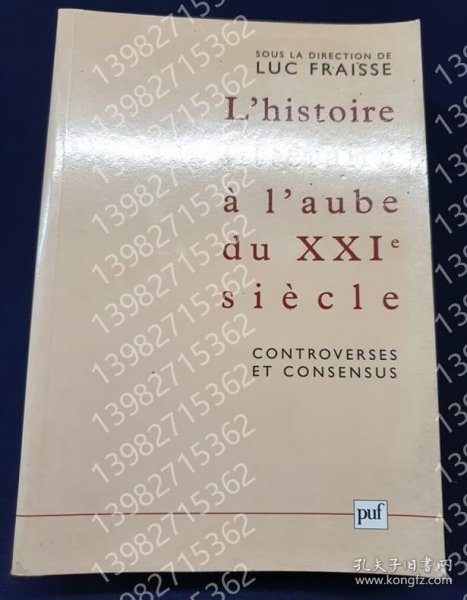 SOUS LA DIRECTION DE
LUC FRAISSE
L'histoire
à l'aube
du XXIe
siècle
CONTROVERSES
ET CONSENSUS
puf
13982715362
孔夫子旧书网
www.kongfz.com